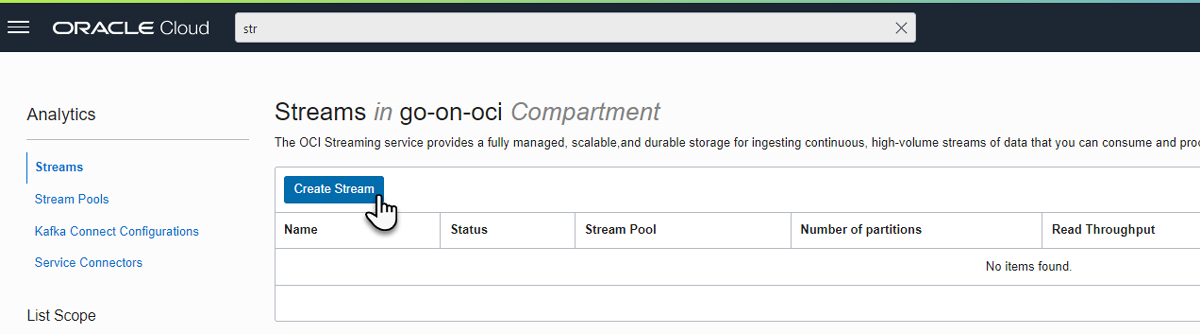 ORACLE Cloud
str
Analytics
Streams
Stream Pools
Kafka Connect Configurations
Service Connectors
List Scope
Streams in go-on-oci Compartment
The OCI Streaming service provides a fully managed, scalable,and durable storage for ingesting continuous, high-volume streams of data that you can consume and
Create Stream
Name Status Stream Pool Number of partitions Read Throughput
No items found.